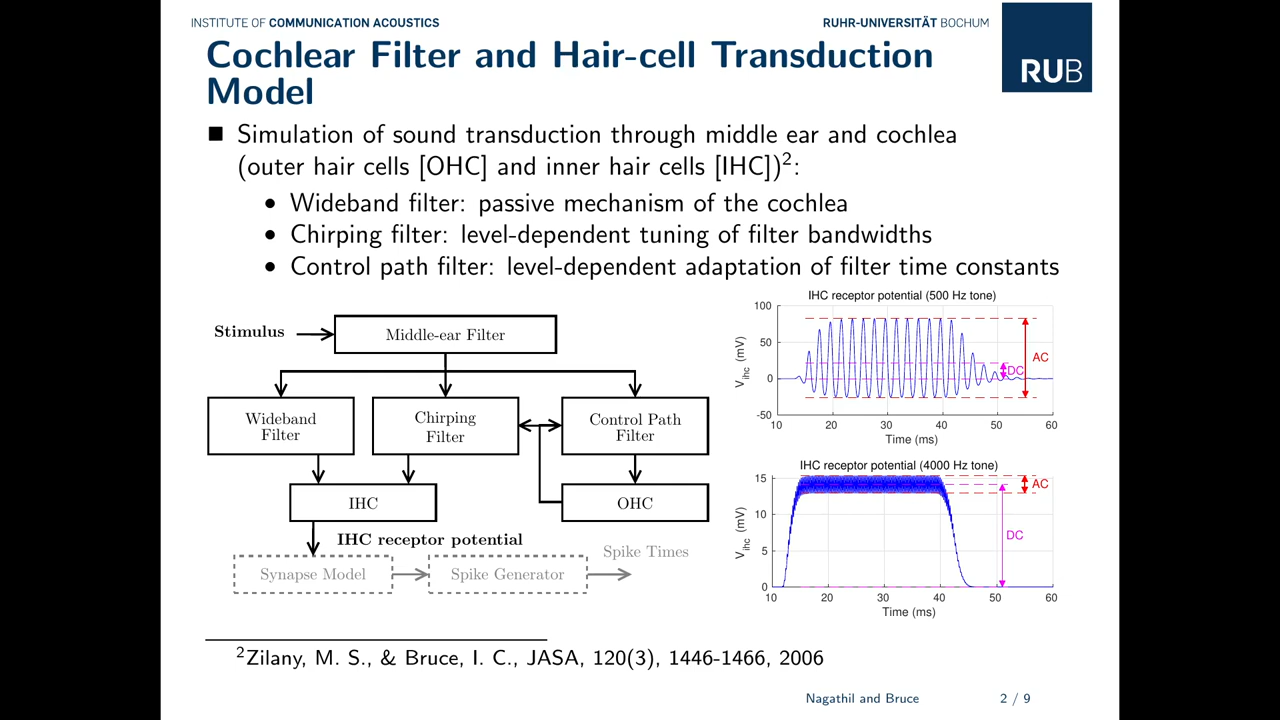 INSTITUTE OF COMMUNICATION ACOUSTICS
RUHR-UNIVERSITÄT BOCHUM
RUB
Cochlear Filter and Hair-cell Transduction
Model
Simulation of sound transduction through middle ear and cochlea
(outer hair cells [OHC] and inner hair cells [IHC])2:
• Wideband filter: passive mechanism of the cochlea
• Chirping filter: level-dependent tuning of filter bandwidths
• Control path filter: level-dependent adaptation of filter time constants
Stimulus
Middle-ear Filter
Wideband
Filter
Chirping
Filter
Control Path
Filter
IHC
OHC
IHC receptor potential
Spike Times
Synapse Model
Spike Generator
IHC receptor potential (500 Hz tone)
100
50
0
-50
Vihc (mV)
AC
DC
10 20 30 40 50 60
Time (ms)
IHC receptor potential (4000 Hz tone)
15
10
5
0
Vihc (mV)
AC
DC
10 20 30 40 50 60
Time (ms)
2Zilany, M. S., & Bruce, I. C., JASA, 120(3), 1446-1466, 2006
Nagathil and Bruce
2 / 9